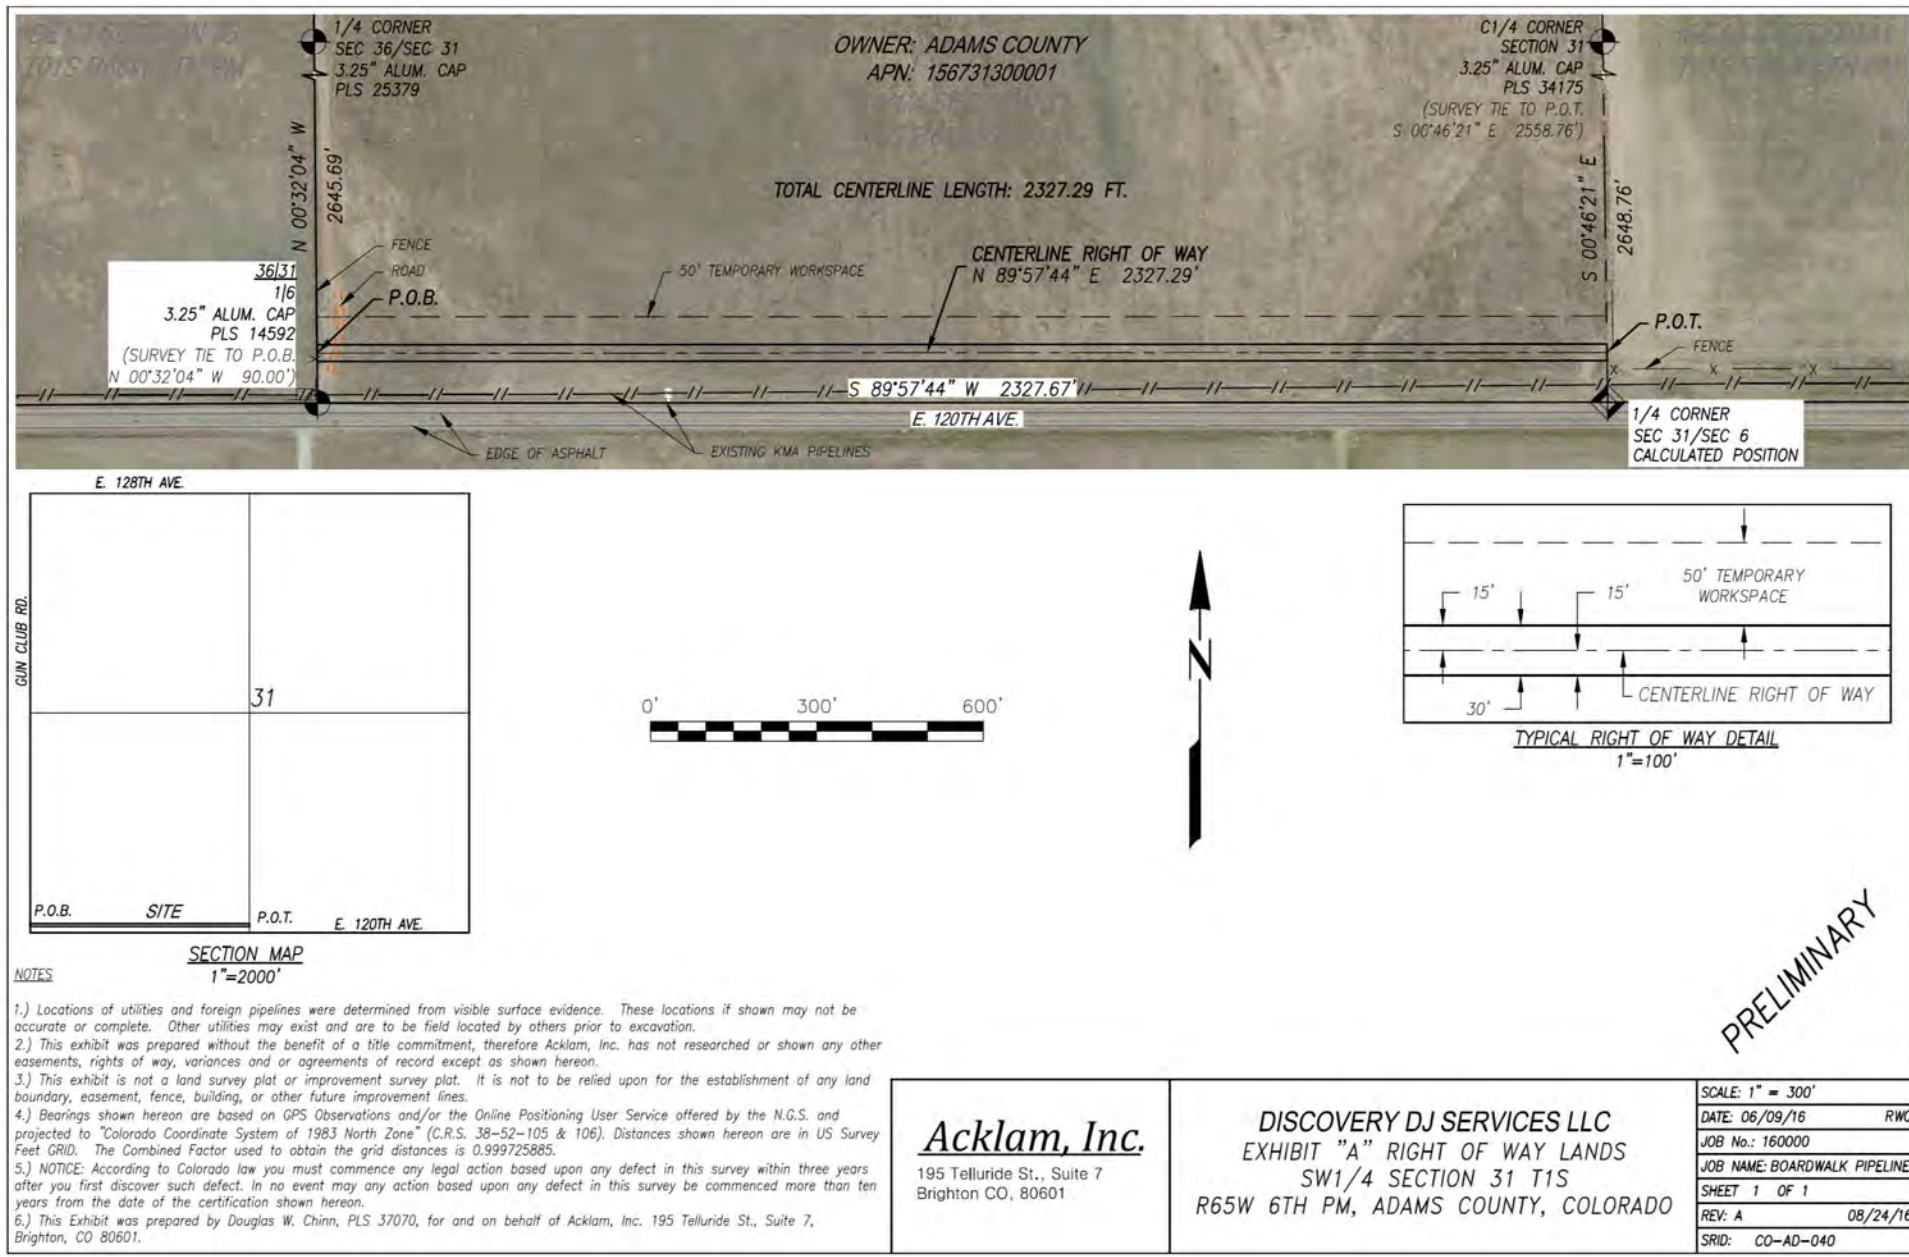 1/4 CORNER
SEC 36/SEC 31
3.25" ALUM. CAP
PLS 25379
OWNER: ADAMS COUNTY
APN: 156731300001
C1/4 CORNER
SECTION 31
3.25" ALUM. CAP
PLS 34175
(SURVEY TIE TO P.O.T.
S 00°46'21" E 2558.76')
N 00°32'04" W
2645.69'
TOTAL CENTERLINE LENGTH: 2327.29 FT.
S 00°46'21" E
2648.76'
FENCE
ROAD
P.O.B.
36|31
1|6
3.25" ALUM. CAP
PLS 14592
(SURVEY TIE TO P.O.B.
N 00°32'04" W 90.00')
50' TEMPORARY WORKSPACE
CENTERLINE RIGHT OF WAY
N 89°57'44" E 2327.29'
P.O.T.
FENCE
S 89°57'44" W 2327.67'
E. 120TH AVE.
EDGE OF ASPHALT
EXISTING KMA PIPELINES
1/4 CORNER
SEC 31/SEC 6
CALCULATED POSITION
E. 128TH AVE.
GUN CLUB RD.
31
P.O.B.
SITE
P.O.T.
E. 120TH AVE.
SECTION MAP
1"=2000'
0'
300'
600'
N
15'
15'
50' TEMPORARY
WORKSPACE
30'
CENTERLINE RIGHT OF WAY
TYPICAL RIGHT OF WAY DETAIL
1"=100'
PRELIMINARY
NOTES
1.) Locations of utilities and foreign pipelines were determined from visible surface evidence. These locations if shown may not be
accurate or complete. Other utilities may exist and are to be field located by others prior to excavation.
2.) This exhibit was prepared without the benefit of a title commitment, therefore Acklam, Inc. has not researched or shown any other
easements, rights of way, variances and or agreements of record except as shown hereon.
3.) This exhibit is not a land survey plat or improvement survey plat. It is not to be relied upon for the establishment of any land
boundary, easement, fence, building, or other future improvement lines.
4.) Bearings shown hereon are based on GPS Observations and/or the Online Positioning User Service offered by the N.G.S. and
projected to "Colorado Coordinate System of 1983 North Zone" (C.R.S. 38-52-105 & 106). Distances shown hereon are in US Survey
Feet GRID. The Combined Factor used to obtain the grid distances is 0.999725885.
5.) NOTICE: According to Colorado law you must commence any legal action based upon any defect in this survey within three years
after you first discover such defect. In no event may any action based upon any defect in this survey be commenced more than ten
years from the date of the certification shown hereon.
6.) This Exhibit was prepared by Douglas W. Chinn, PLS 37070, for and on behalf of Acklam, Inc. 195 Telluride St., Suite 7,
Brighton, CO 80601.
Acklam, Inc.
195 Telluride St., Suite 7
Brighton CO, 80601
DISCOVERY DJ SERVICES LLC
EXHIBIT "A" RIGHT OF WAY LANDS
SW1/4 SECTION 31 T1S
R65W 6TH PM, ADAMS COUNTY, COLORADO
SCALE: 1" = 300'
DATE: 06/09/16 RWC
JOB No.: 160000
JOB NAME: BOARDWALK PIPELINE
SHEET 1 OF 1
REV: A 08/24/16
SRID: CO-AD-040